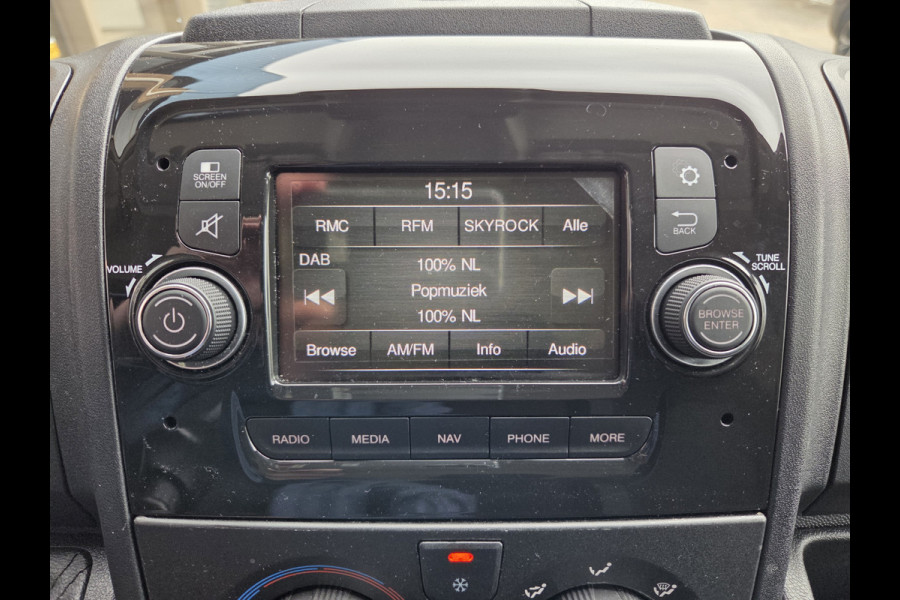 SCREEN
ON/OFF
VOLUME
15:15
RMC RFM SKYROCK Alle
DAB
100% NL
Popmuziek
100% NL
Browse AM/FM Info Audio
BACK
TUNE
SCROLL
BROWSE
ENTER
RADIO MEDIA NAV PHONE MORE